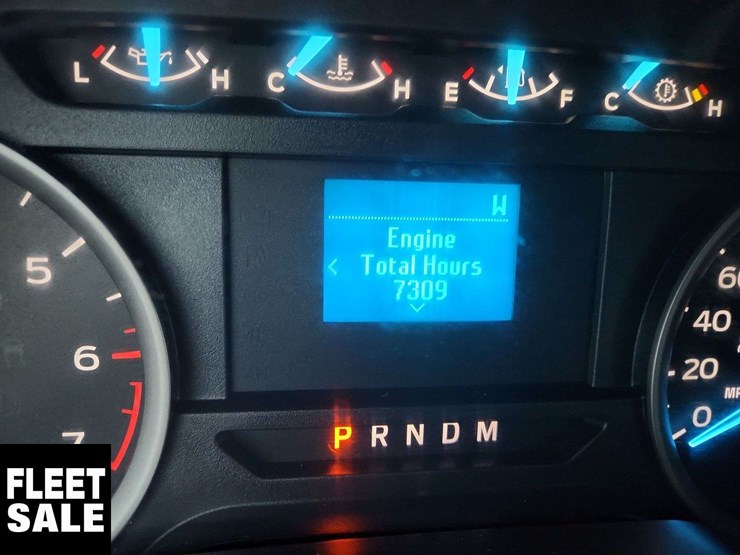 L H C H E F C H
W
Engine
Total Hours
7309
5
6
7
60
40
20
0
P R N D M
FLEET
SALE